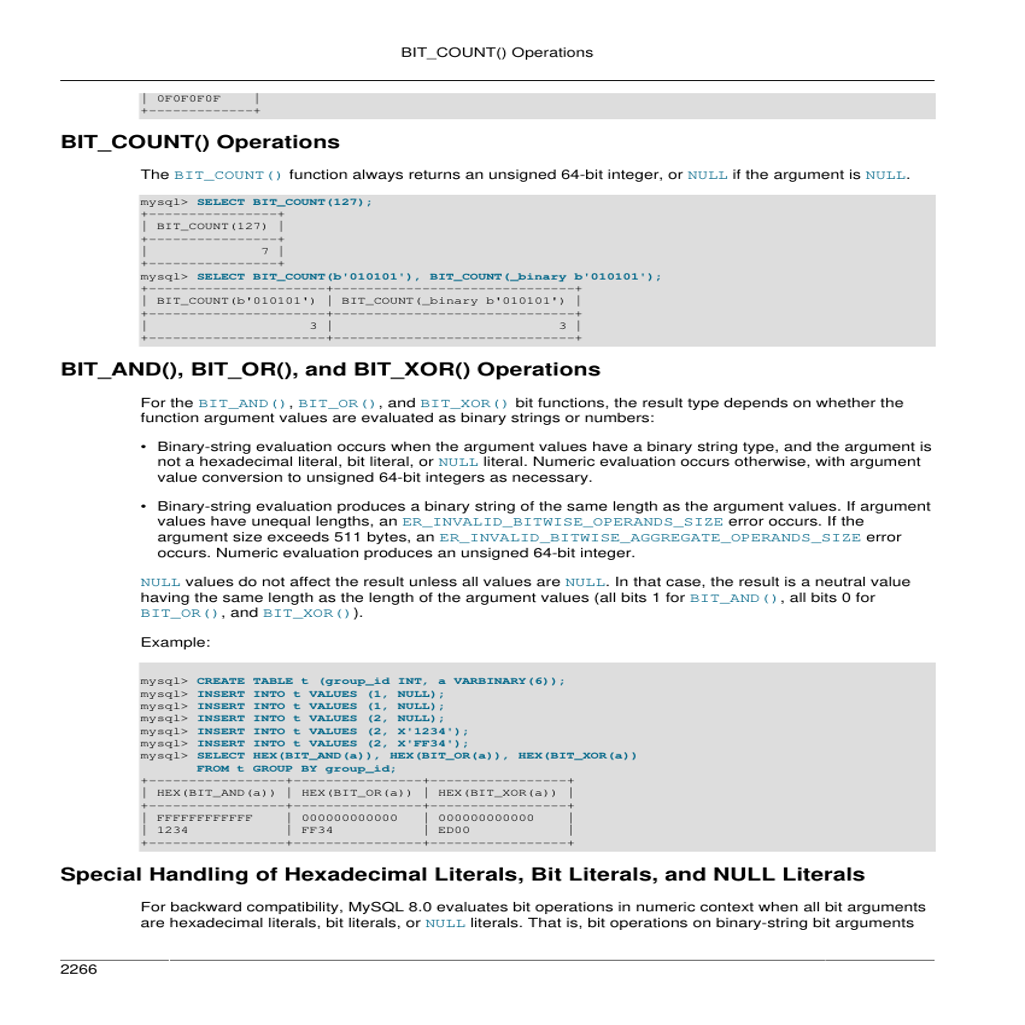 BIT_COUNT() Operations
| 0F0F0F0F    |
+-------------+
BIT_COUNT() Operations
The BIT_COUNT() function always returns an unsigned 64-bit integer, or NULL if the argument is NULL.
mysql> SELECT BIT_COUNT(127);
+----------------+
| BIT_COUNT(127) |
+----------------+
|              7 |
+----------------+
mysql> SELECT BIT_COUNT(b'010101'), BIT_COUNT(_binary b'010101');
+----------------------+------------------------------+
| BIT_COUNT(b'010101') | BIT_COUNT(_binary b'010101') |
+----------------------+------------------------------+
|                    3 |                            3 |
+----------------------+------------------------------+
BIT_AND(), BIT_OR(), and BIT_XOR() Operations
For the BIT_AND(), BIT_OR(), and BIT_XOR() bit functions, the result type depends on whether the
function argument values are evaluated as binary strings or numbers:
• Binary-string evaluation occurs when the argument values have a binary string type, and the argument is
not a hexadecimal literal, bit literal, or NULL literal. Numeric evaluation occurs otherwise, with argument
value conversion to unsigned 64-bit integers as necessary.
• Binary-string evaluation produces a binary string of the same length as the argument values. If argument
values have unequal lengths, an ER_INVALID_BITWISE_OPERANDS_SIZE error occurs. If the
argument size exceeds 511 bytes, an ER_INVALID_BITWISE_AGGREGATE_OPERANDS_SIZE error
occurs. Numeric evaluation produces an unsigned 64-bit integer.
NULL values do not affect the result unless all values are NULL. In that case, the result is a neutral value
having the same length as the length of the argument values (all bits 1 for BIT_AND(), all bits 0 for
BIT_OR(), and BIT_XOR()).
Example:
mysql> CREATE TABLE t (group_id INT, a VARBINARY(6));
mysql> INSERT INTO t VALUES (1, NULL);
mysql> INSERT INTO t VALUES (1, NULL);
mysql> INSERT INTO t VALUES (2, NULL);
mysql> INSERT INTO t VALUES (2, X'1234');
mysql> INSERT INTO t VALUES (2, X'FF34');
mysql> SELECT HEX(BIT_AND(a)), HEX(BIT_OR(a)), HEX(BIT_XOR(a))
       FROM t GROUP BY group_id;
+-----------------+----------------+-----------------+
| HEX(BIT_AND(a)) | HEX(BIT_OR(a)) | HEX(BIT_XOR(a)) |
+-----------------+----------------+-----------------+
| FFFFFFFFFFFF    | 000000000000   | 000000000000    |
| 1234            | FF34           | ED00            |
+-----------------+----------------+-----------------+
Special Handling of Hexadecimal Literals, Bit Literals, and NULL Literals
For backward compatibility, MySQL 8.0 evaluates bit operations in numeric context when all bit arguments
are hexadecimal literals, bit literals, or NULL literals. That is, bit operations on binary-string bit arguments
2266